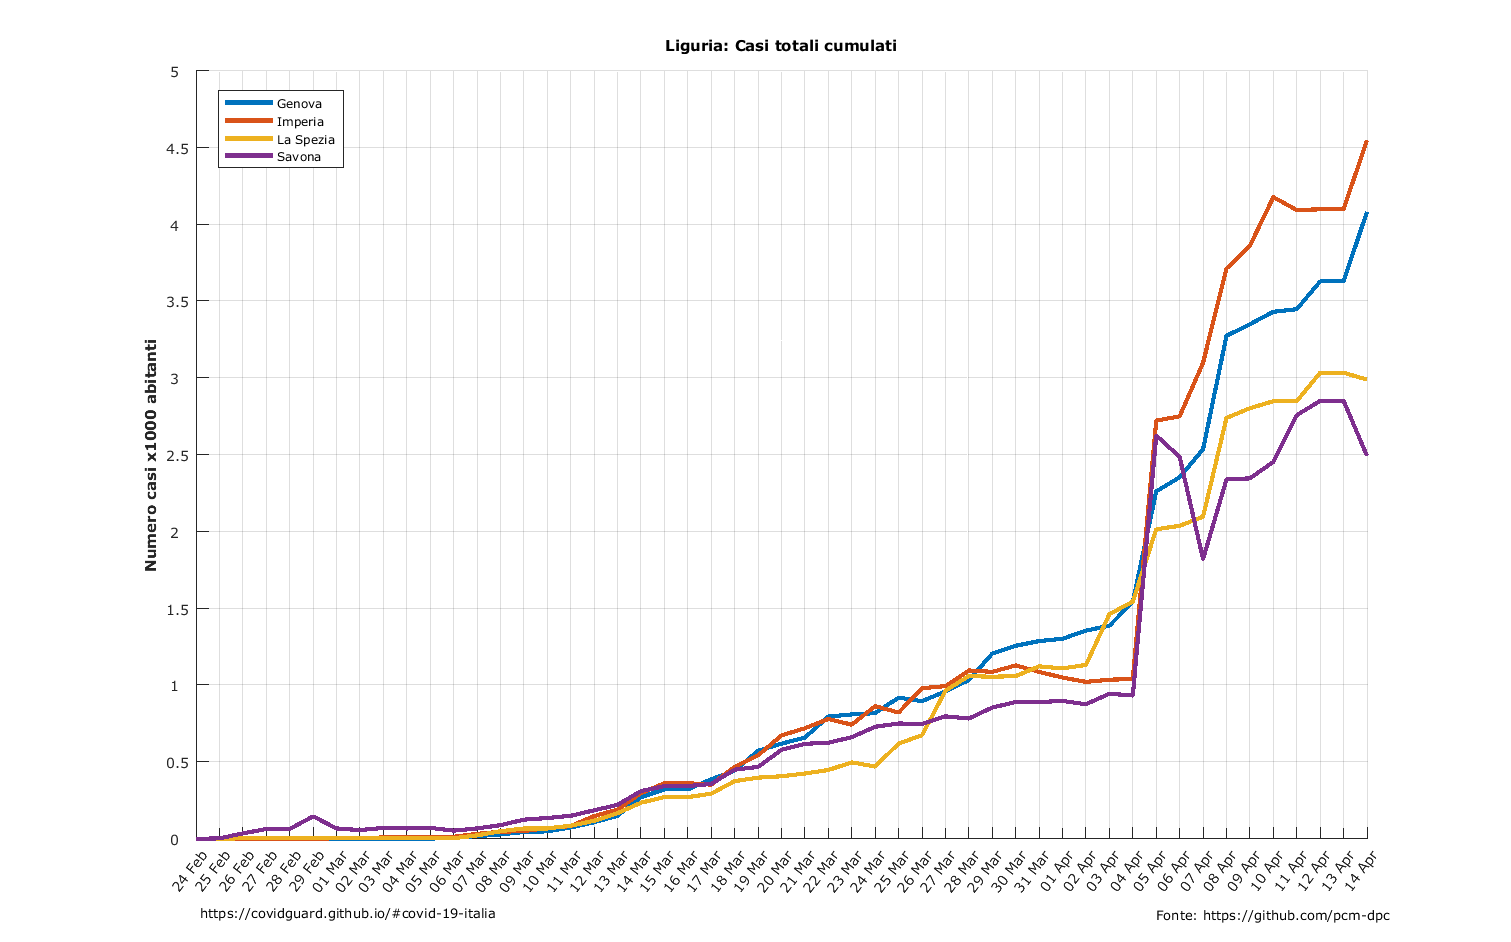 Liguria: Casi totali cumulati
5
4.5
4
3.5
3
2.5
2
1.5
1
0.5
0
Numero casi x1000 abitanti
Genova
Imperia
La Spezia
Savona
24 Feb
25 Feb
26 Feb
27 Feb
28 Feb
29 Feb
01 Mar
02 Mar
03 Mar
04 Mar
05 Mar
06 Mar
07 Mar
08 Mar
09 Mar
10 Mar
11 Mar
12 Mar
13 Mar
14 Mar
15 Mar
16 Mar
17 Mar
18 Mar
19 Mar
20 Mar
21 Mar
22 Mar
23 Mar
24 Mar
25 Mar
26 Mar
27 Mar
28 Mar
29 Mar
30 Mar
31 Mar
01 Apr
02 Apr
03 Apr
04 Apr
05 Apr
06 Apr
07 Apr
08 Apr
09 Apr
10 Apr
11 Apr
12 Apr
13 Apr
14 Apr
https://covidguard.github.io/#covid-19-italia
Fonte: https://github.com/pcm-dpc